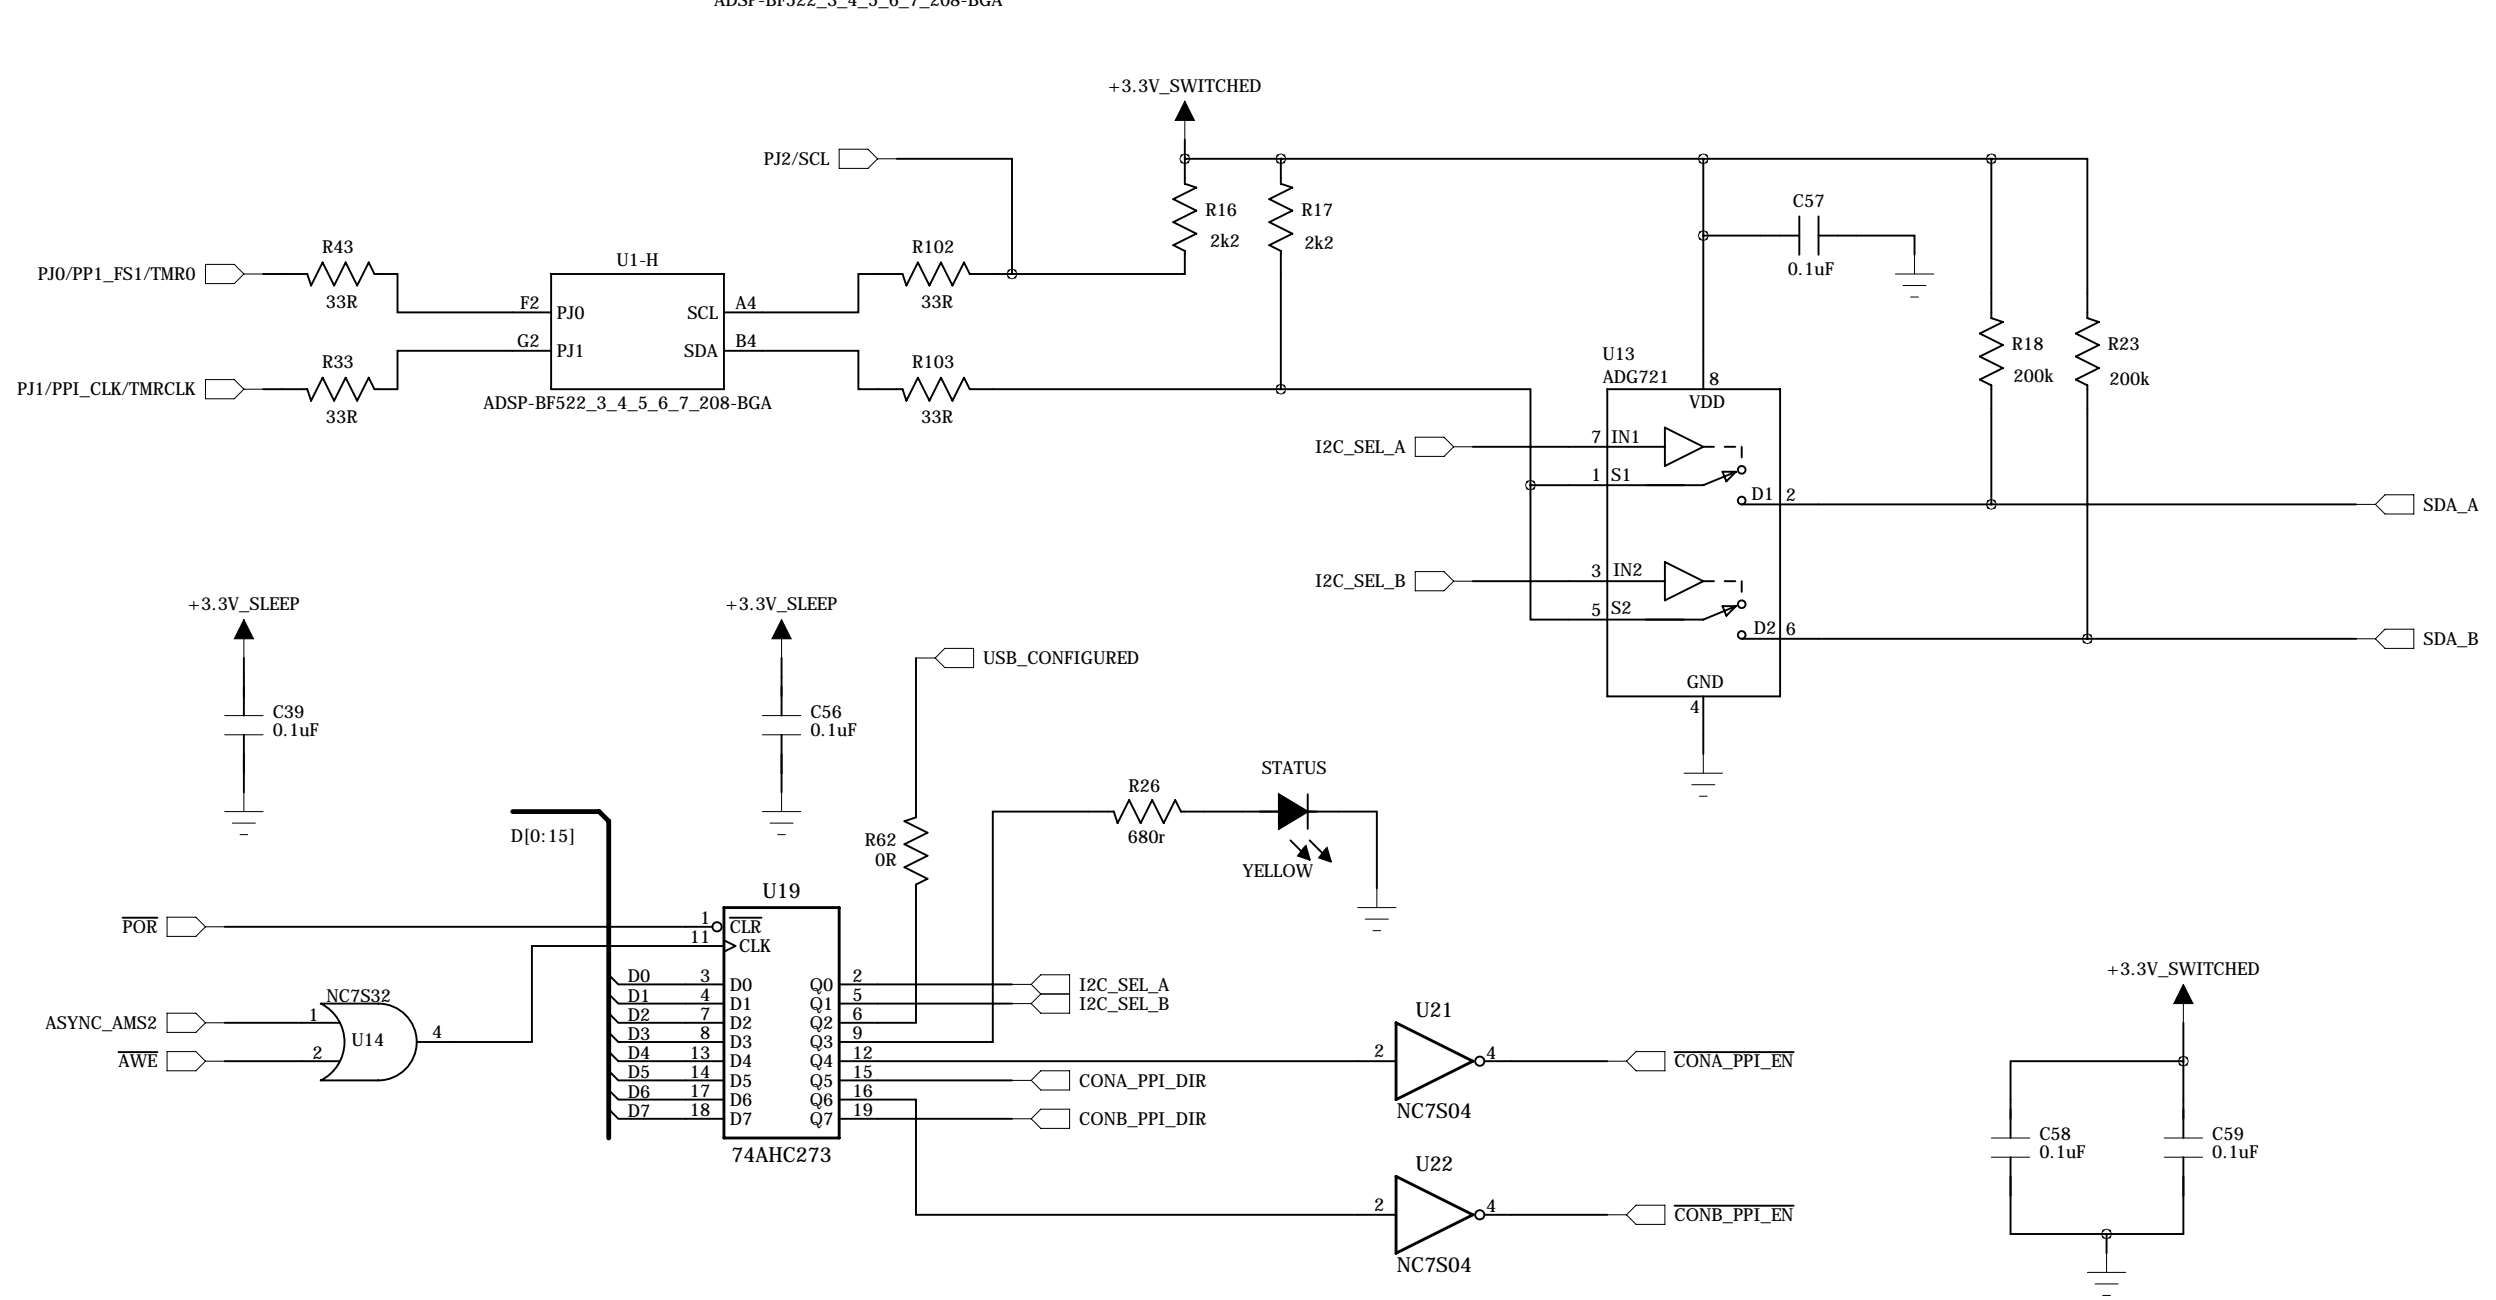 ADSP-BF522_3_4_5_6_7_208-BGA
+3.3V_SWITCHED
PJ2/SCL
R16
2k2
R17
2k2
C57
0.1uF
R43
33R
PJ0/PP1_FS1/TMR0
U1-H
F2
PJ0
SCL
A4
R102
33R
G2
PJ1
SDA
B4
R33
33R
PJ1/PPI_CLK/TMRCLK
ADSP-BF522_3_4_5_6_7_208-BGA
R103
33R
R18
200k
R23
200k
U13
ADG721
8
VDD
I2C_SEL_A
7
IN1
1
S1
D1
2
SDA_A
I2C_SEL_B
3
IN2
5
S2
D2
6
SDA_B
GND
4
+3.3V_SLEEP
C39
0.1uF
+3.3V_SLEEP
C56
0.1uF
USB_CONFIGURED
R62
0R
R26
680r
STATUS
YELLOW
D[0:15]
U19
POR
1
CLR
11
CLK
D0
3
D0
Q0
2
I2C_SEL_A
D1
4
D1
Q1
5
I2C_SEL_B
D2
7
D2
Q2
6
D3
8
D3
Q3
9
D4
13
D4
Q4
12
D5
14
D5
Q5
15
CONA_PPI_DIR
D6
17
D6
Q6
16
D7
18
D7
Q7
19
CONB_PPI_DIR
74AHC273
NC7S32
ASYNC_AMS2
1
U14
4
AWE
2
U21
2
4
CONA_PPI_EN
NC7S04
U22
2
4
CONB_PPI_EN
NC7S04
+3.3V_SWITCHED
C58
0.1uF
C59
0.1uF